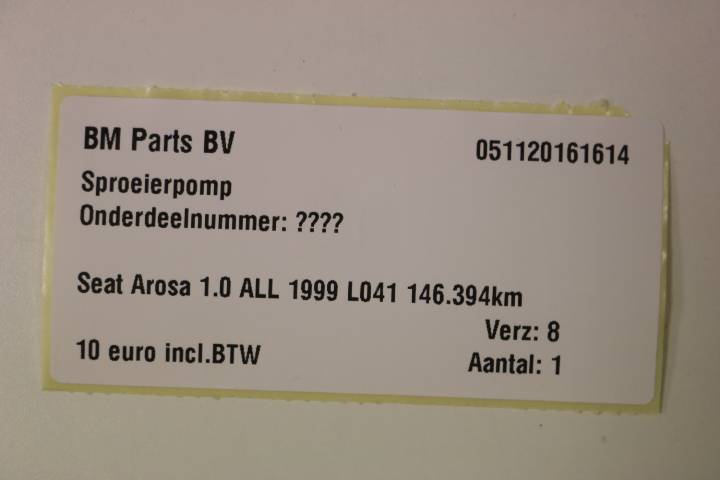 BM Parts BV 051120161614
Sproeierpomp
Onderdeelnummer: ????
Seat Arosa 1.0 ALL 1999 L041 146.394km
Verz: 8
10 euro incl.BTW Aantal: 1